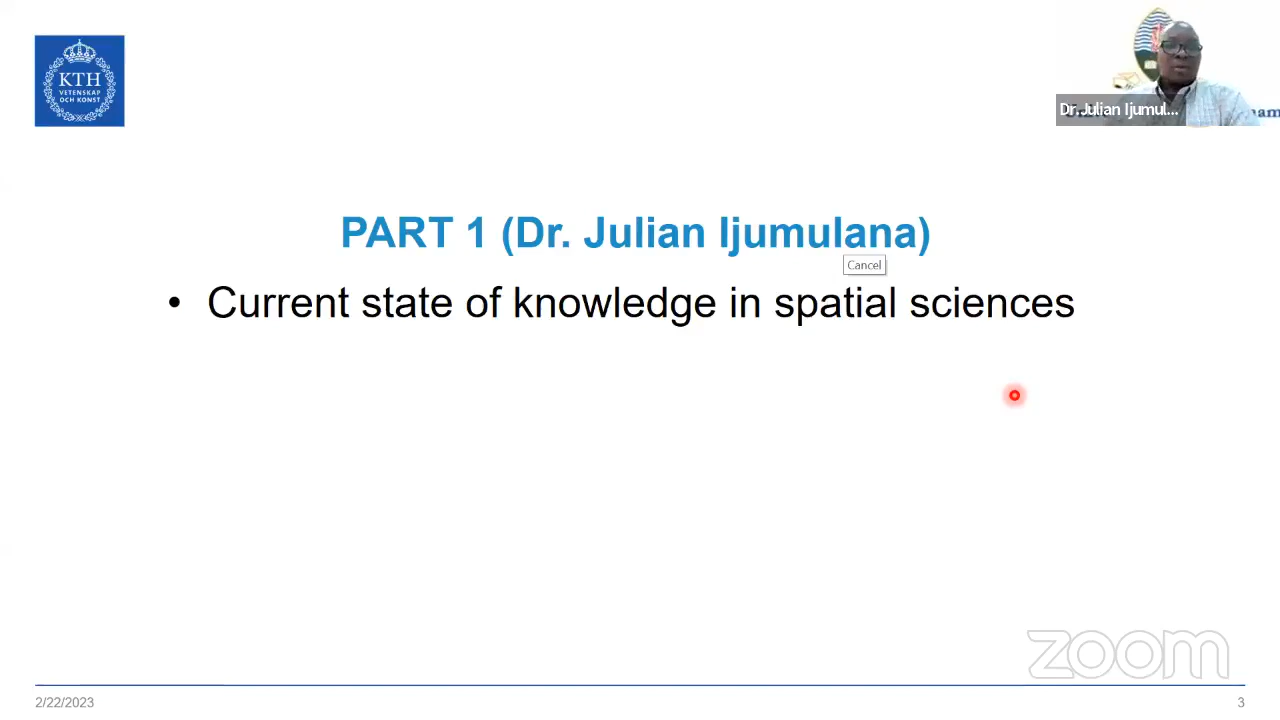 KTH
VETENSKAP
OCH KONST
Dr.Julian Ijumul...
nam
PART 1 (Dr. Julian Ijumulana)
Cancel
• Current state of knowledge in spatial sciences
zoom
2/22/2023
3